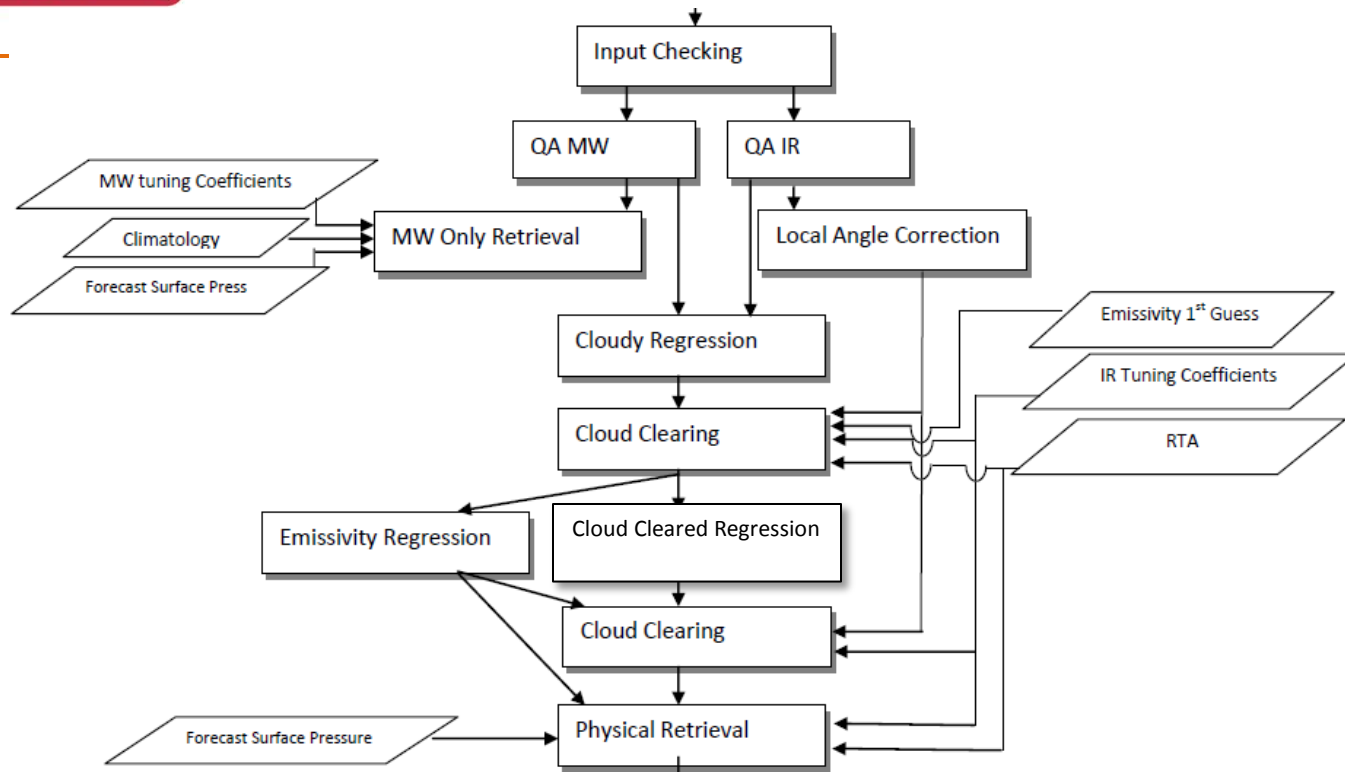 Input Checking
QA MW
QA IR
MW tuning Coefficients
Climatology
Forecast Surface Press
MW Only Retrieval
Local Angle Correction
Emissivity 1st Guess
IR Tuning Coefficients
RTA
Cloudy Regression
Cloud Clearing
Emissivity Regression
Cloud Cleared Regression
Cloud Clearing
Forecast Surface Pressure
Physical Retrieval